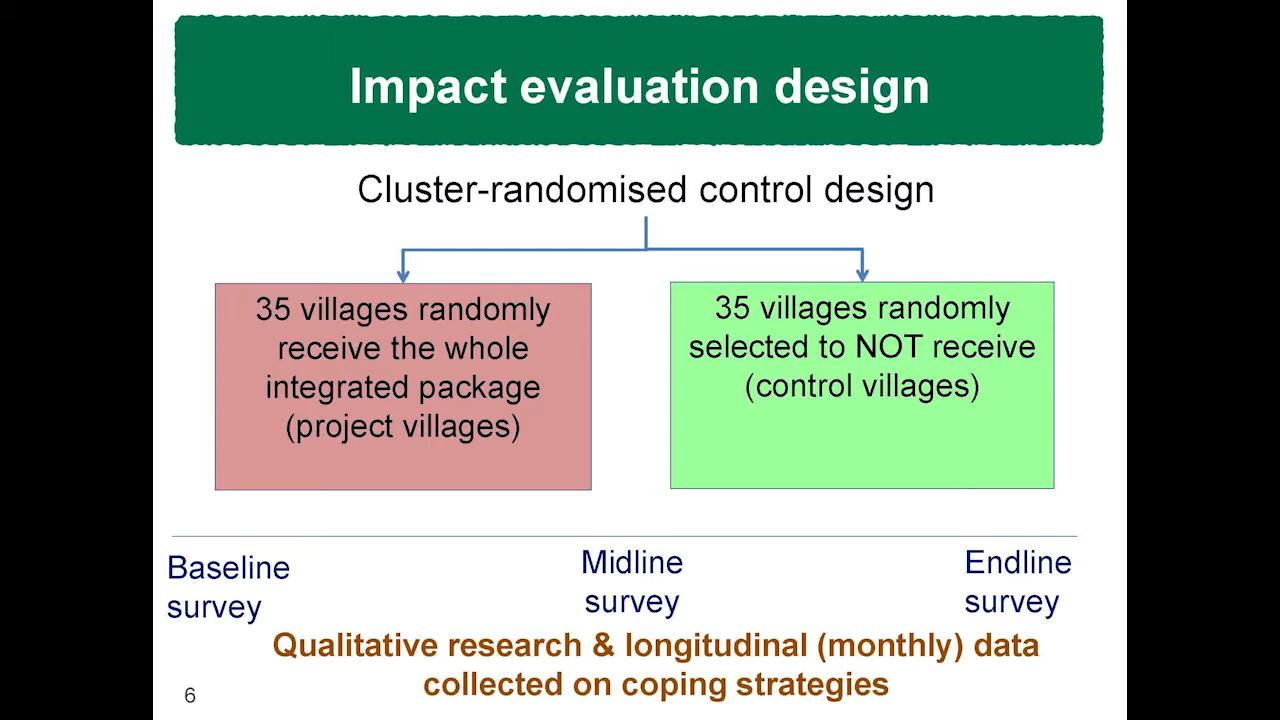 Impact evaluation design
Cluster-randomised control design
35 villages randomly
receive the whole
integrated package
(project villages)
35 villages randomly
selected to NOT receive
(control villages)
Baseline
survey
Midline
survey
Endline
survey
Qualitative research & longitudinal (monthly) data
collected on coping strategies
6